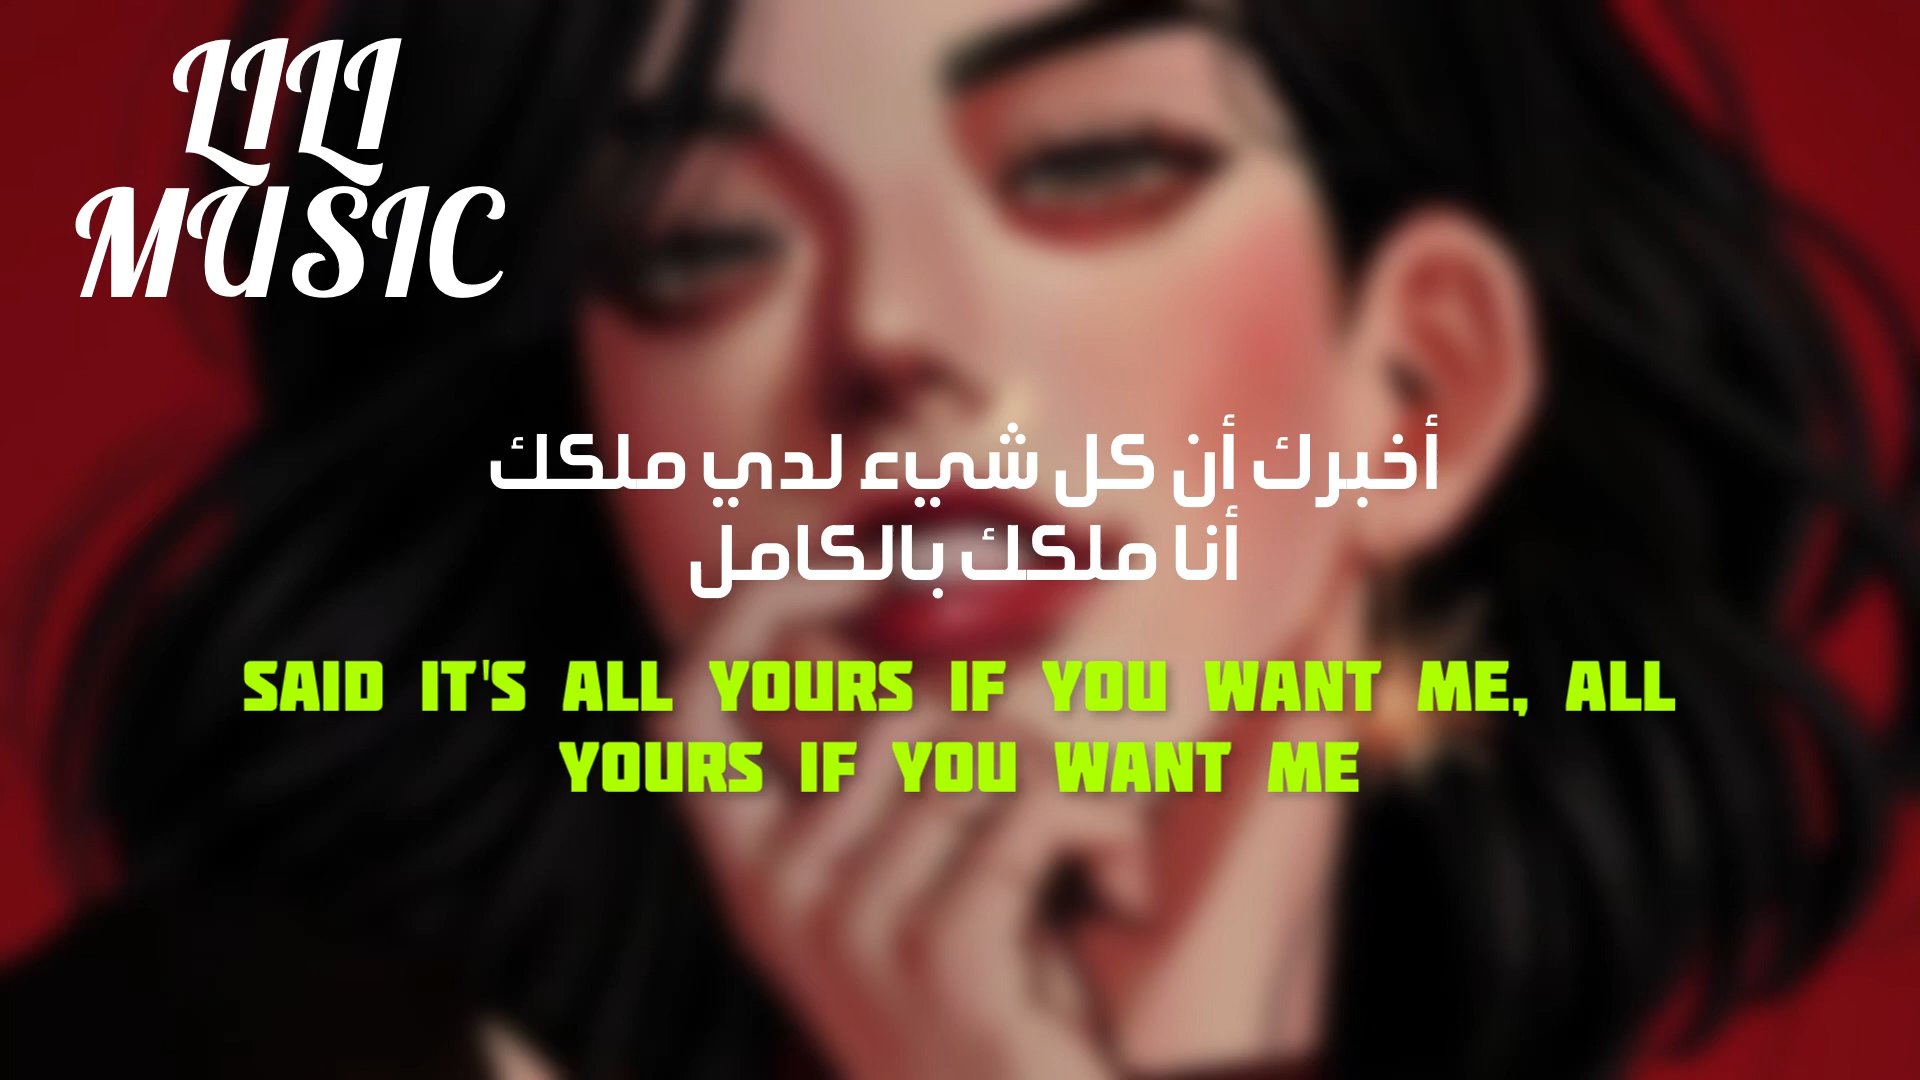 LILI
MUSIC
أخبرك أن كل شيء لدي ملكك
أنا ملكك بالكامل
SAID IT'S ALL YOURS IF YOU WANT ME, ALL
YOURS IF YOU WANT ME